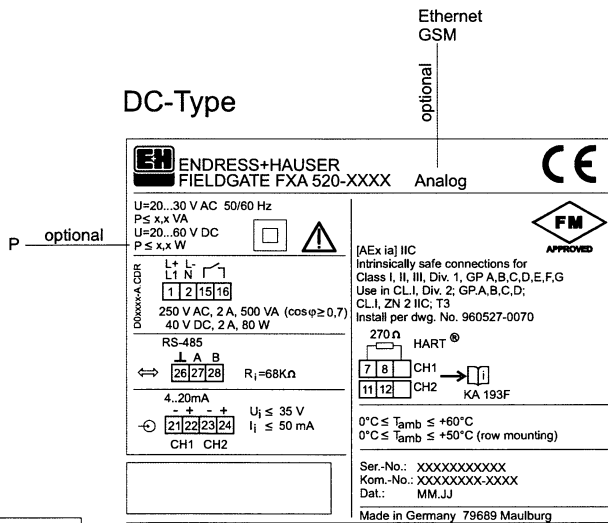 Ethernet
GSM
optional
DC-Type
E+H
ENDRESS+HAUSER
FIELDGATE FXA 520-XXXX Analog
CE
U=20...30 V AC 50/60 Hz
P≤ x,x VA
U=20...60 V DC
P ≤ x,x W
P optional
FM
APPROVED
[AEx ia] IIC
Intrinsically safe connections for
Class I, II, III, Div. 1, GP A,B,C,D,E,F,G
Use in CL.I, Div. 2; GP.A,B,C,D;
CL.I, ZN 2 IIC; T3
Install per dwg. No. 960527-0070
D0xxxx-A.CDR
L+ L-
L1 N
1 2 15 16
250 V AC, 2 A, 500 VA (cosφ≥0,7)
40 V DC, 2 A, 80 W
RS-485
⊥ A B
26 27 28 Ri=68KΩ
270 Ω HART ®
7 8 CH1
11 12 CH2
i
KA 193F
4..20mA
- + - +
21 22 23 24
CH1 CH2
Ui ≤ 35 V
Ii ≤ 50 mA
0°C ≤ Tamb ≤ +60°C
0°C ≤ Tamb ≤ +50°C (row mounting)
Ser.-No.: XXXXXXXXXXX
Kom.-No.: XXXXXXXX-XXXX
Dat.: MM.JJ
Made in Germany 79689 Maulburg